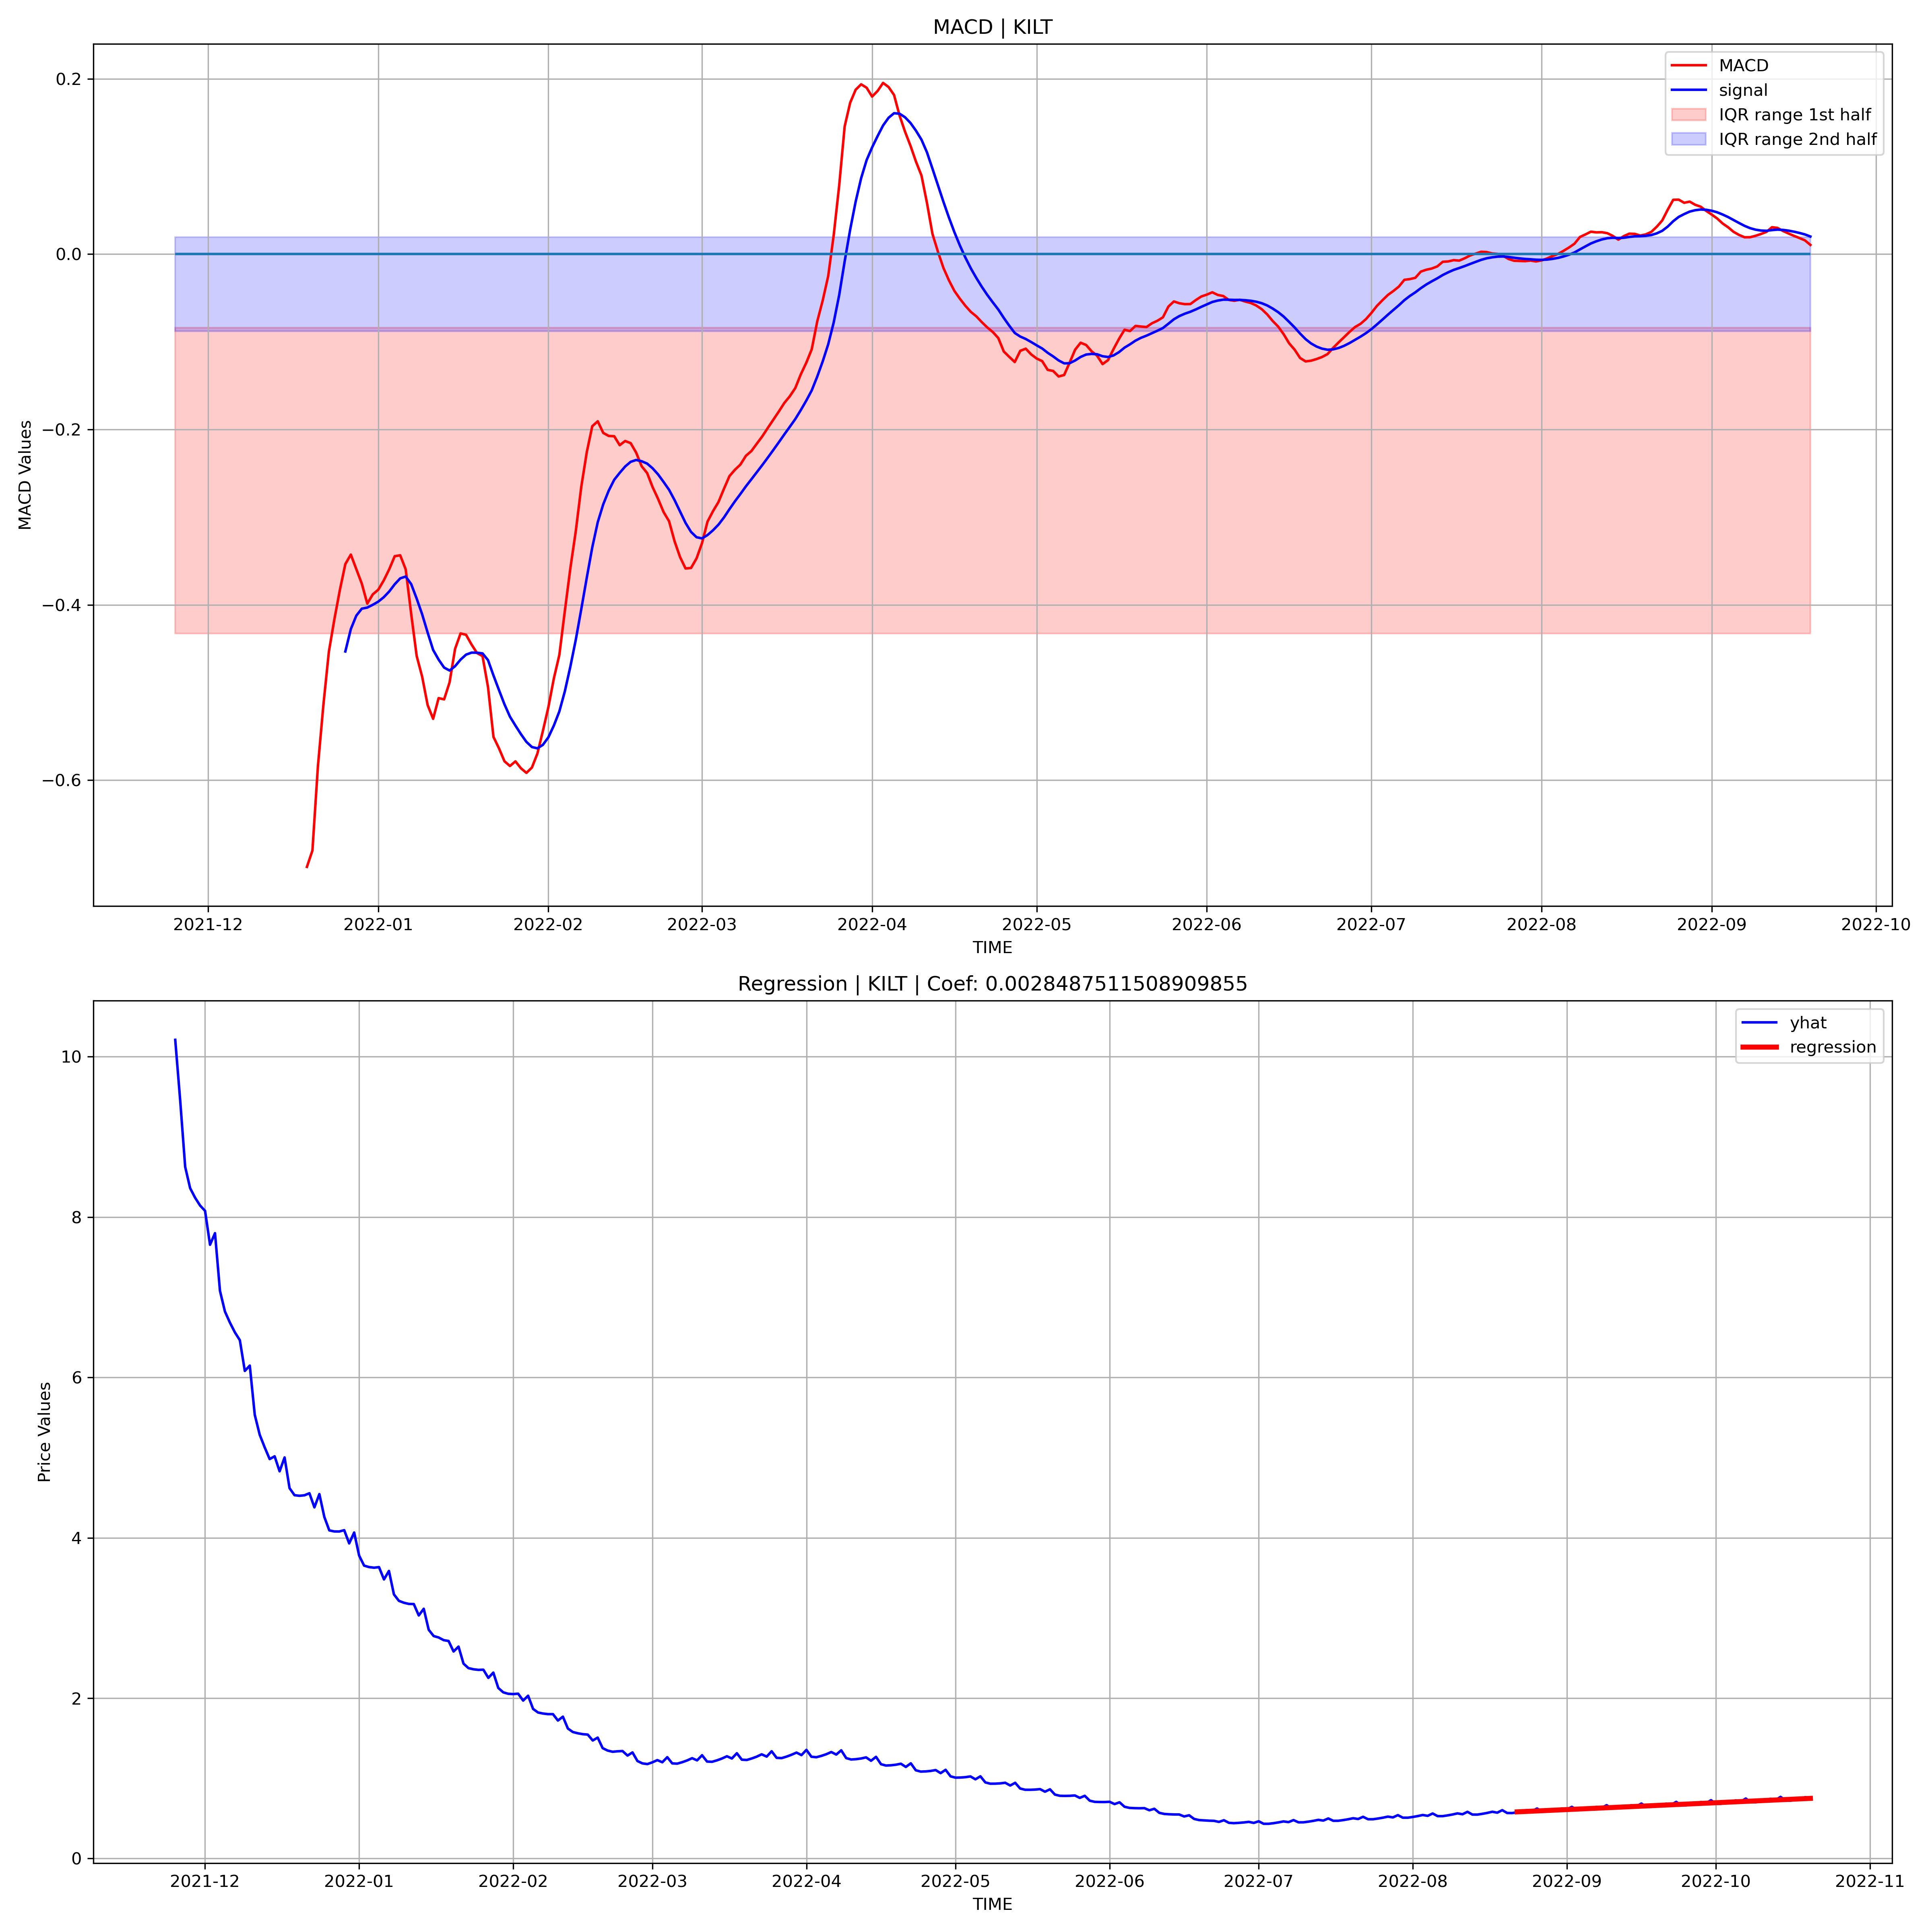 MACD | KILT
MACD
signal
IQR range 1st half
IQR range 2nd half
0.2
0.0
−0.2
−0.4
−0.6
MACD Values
2021-12 2022-01 2022-02 2022-03 2022-04 2022-05 2022-06 2022-07 2022-08 2022-09 2022-10
TIME
Regression | KILT | Coef: 0.0028487511508909855
yhat
regression
10
8
6
4
2
0
Price Values
2021-12 2022-01 2022-02 2022-03 2022-04 2022-05 2022-06 2022-07 2022-08 2022-09 2022-10 2022-11
TIME